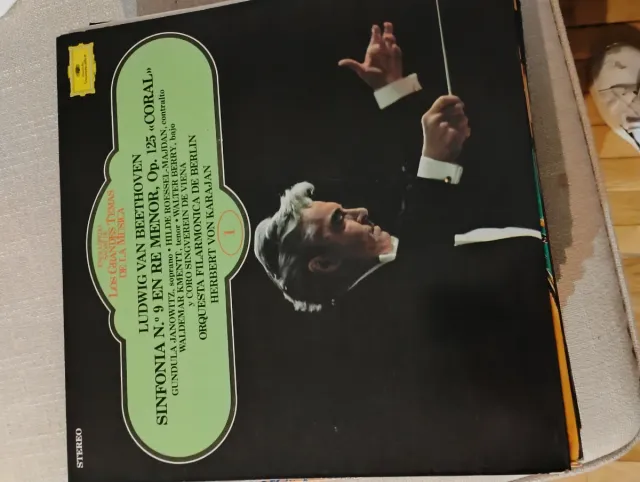 LOS GRANDES TEMAS
DE LA MUSICA
LUDWIG VAN BEETHOVEN
SINFONIA N.º 9 EN RE MENOR, Op. 125 «CORAL»
GUNDULA JANOWITZ, soprano • HILDE ROESSEL-MAJDAN, contralto
WALDEMAR KMENTT, tenor • WALTER BERRY, bajo
y CORO SINGVEREIN DE VIENA
ORQUESTA FILARMONICA DE BERLIN
HERBERT VON KARAJAN
1
STEREO